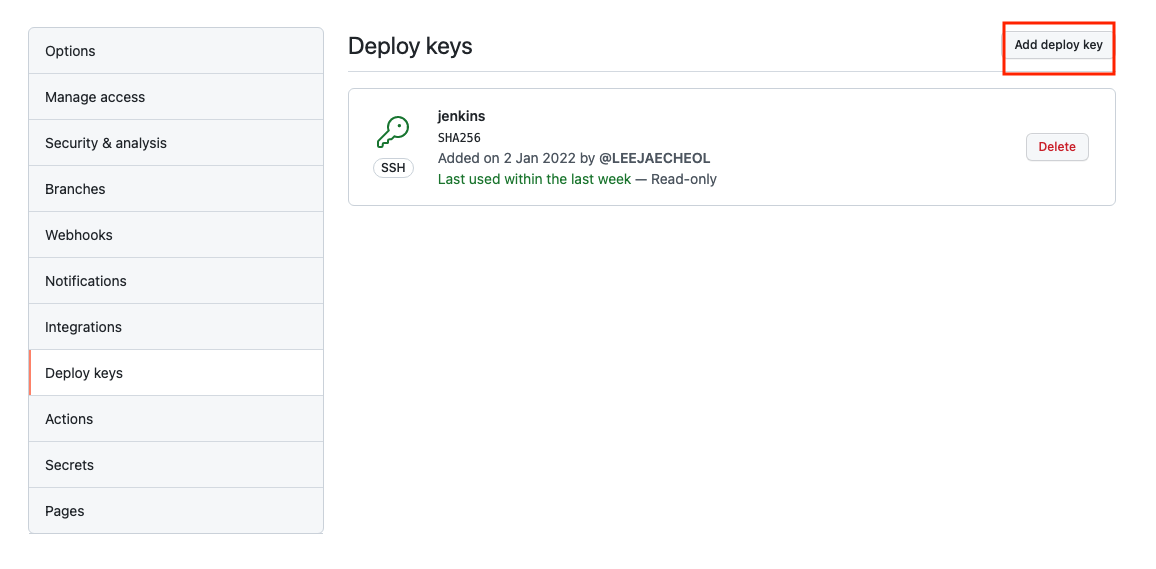 Options
Manage access
Security & analysis
Branches
Webhooks
Notifications
Integrations
Deploy keys
Actions
Secrets
Pages
Deploy keys
Add deploy key
SSH
jenkins
SHA256
Added on 2 Jan 2022 by @LEEJAECHEOL
Last used within the last week — Read-only
Delete